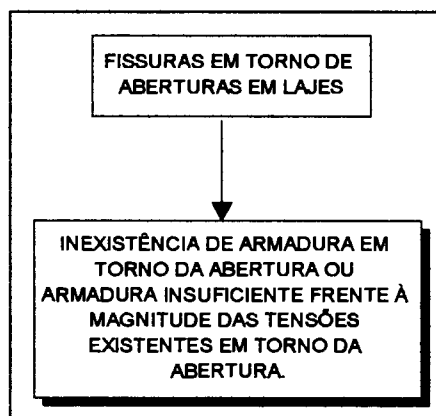 FISSURAS EM TORNO DE
ABERTURAS EM LAJES
INEXISTÊNCIA DE ARMADURA EM
TORNO DA ABERTURA OU
ARMADURA INSUFICIENTE FRENTE À
MAGNITUDE DAS TENSÕES
EXISTENTES EM TORNO DA
ABERTURA.